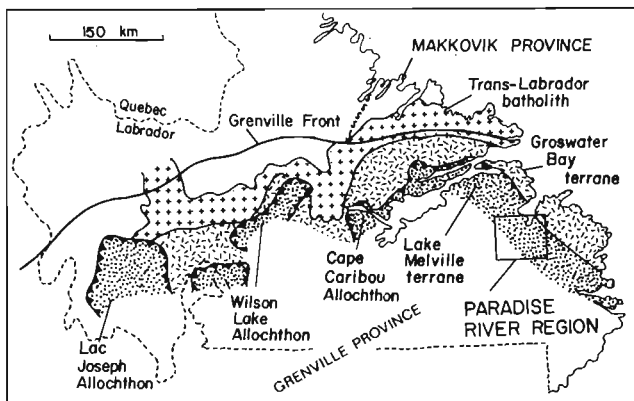 150 km
MAKKOVIK PROVINCE
Trans-Labrador
batholith
Quebec
Labrador
Grenville Front
Groswater
Bay
terrane
Lac
Joseph
Allochthon
Wilson
Lake
Allochthon
Cape
Caribou
Allochthon
Lake
Melville
terrane
PARADISE
RIVER REGION
GRENVILLE PROVINCE